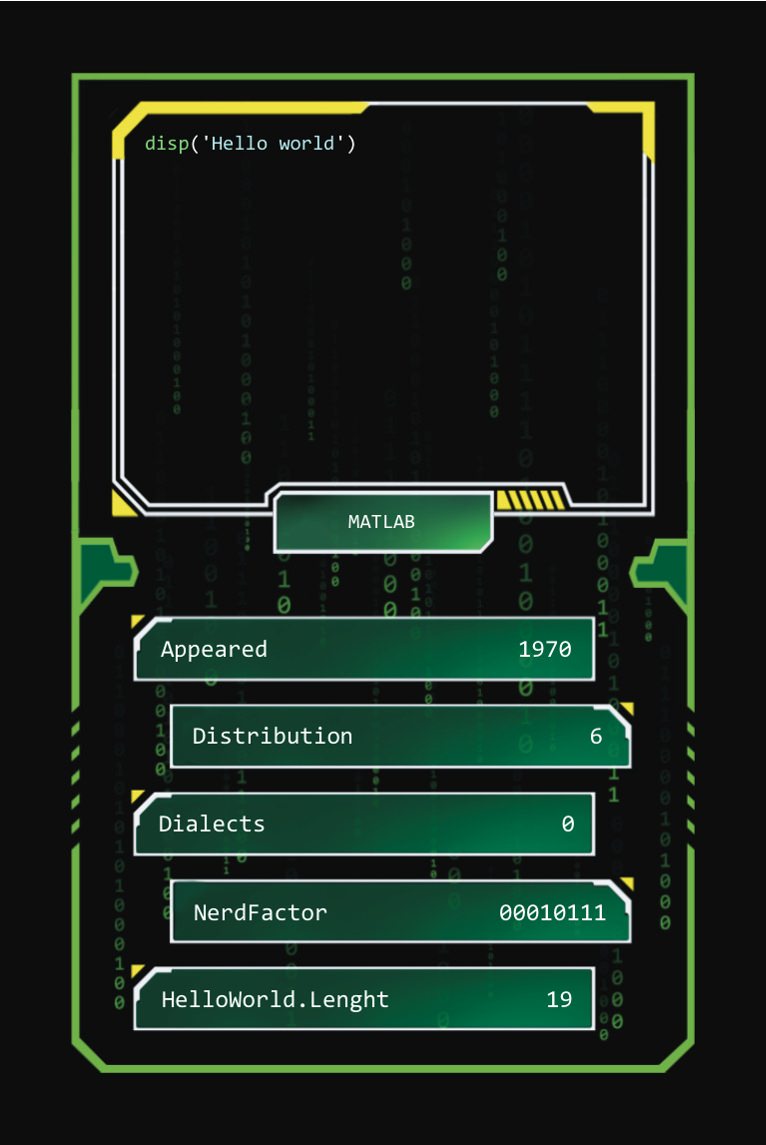 disp('Hello world')
MATLAB
Appeared 1970
Distribution 6
Dialects 0
NerdFactor 00010111
HelloWorld.Lenght 19